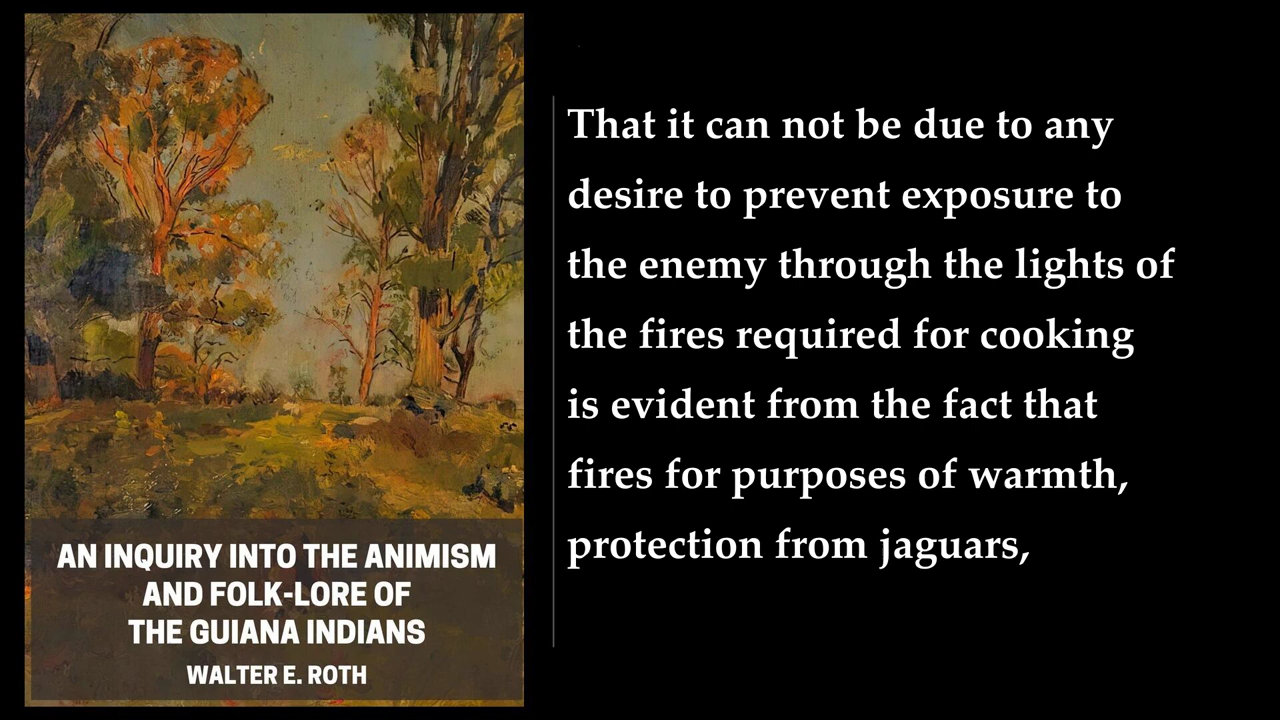 AN INQUIRY INTO THE ANIMISM
AND FOLK-LORE OF
THE GUIANA INDIANS
WALTER E. ROTH
That it can not be due to any
desire to prevent exposure to
the enemy through the lights of
the fires required for cooking
is evident from the fact that
fires for purposes of warmth,
protection from jaguars,